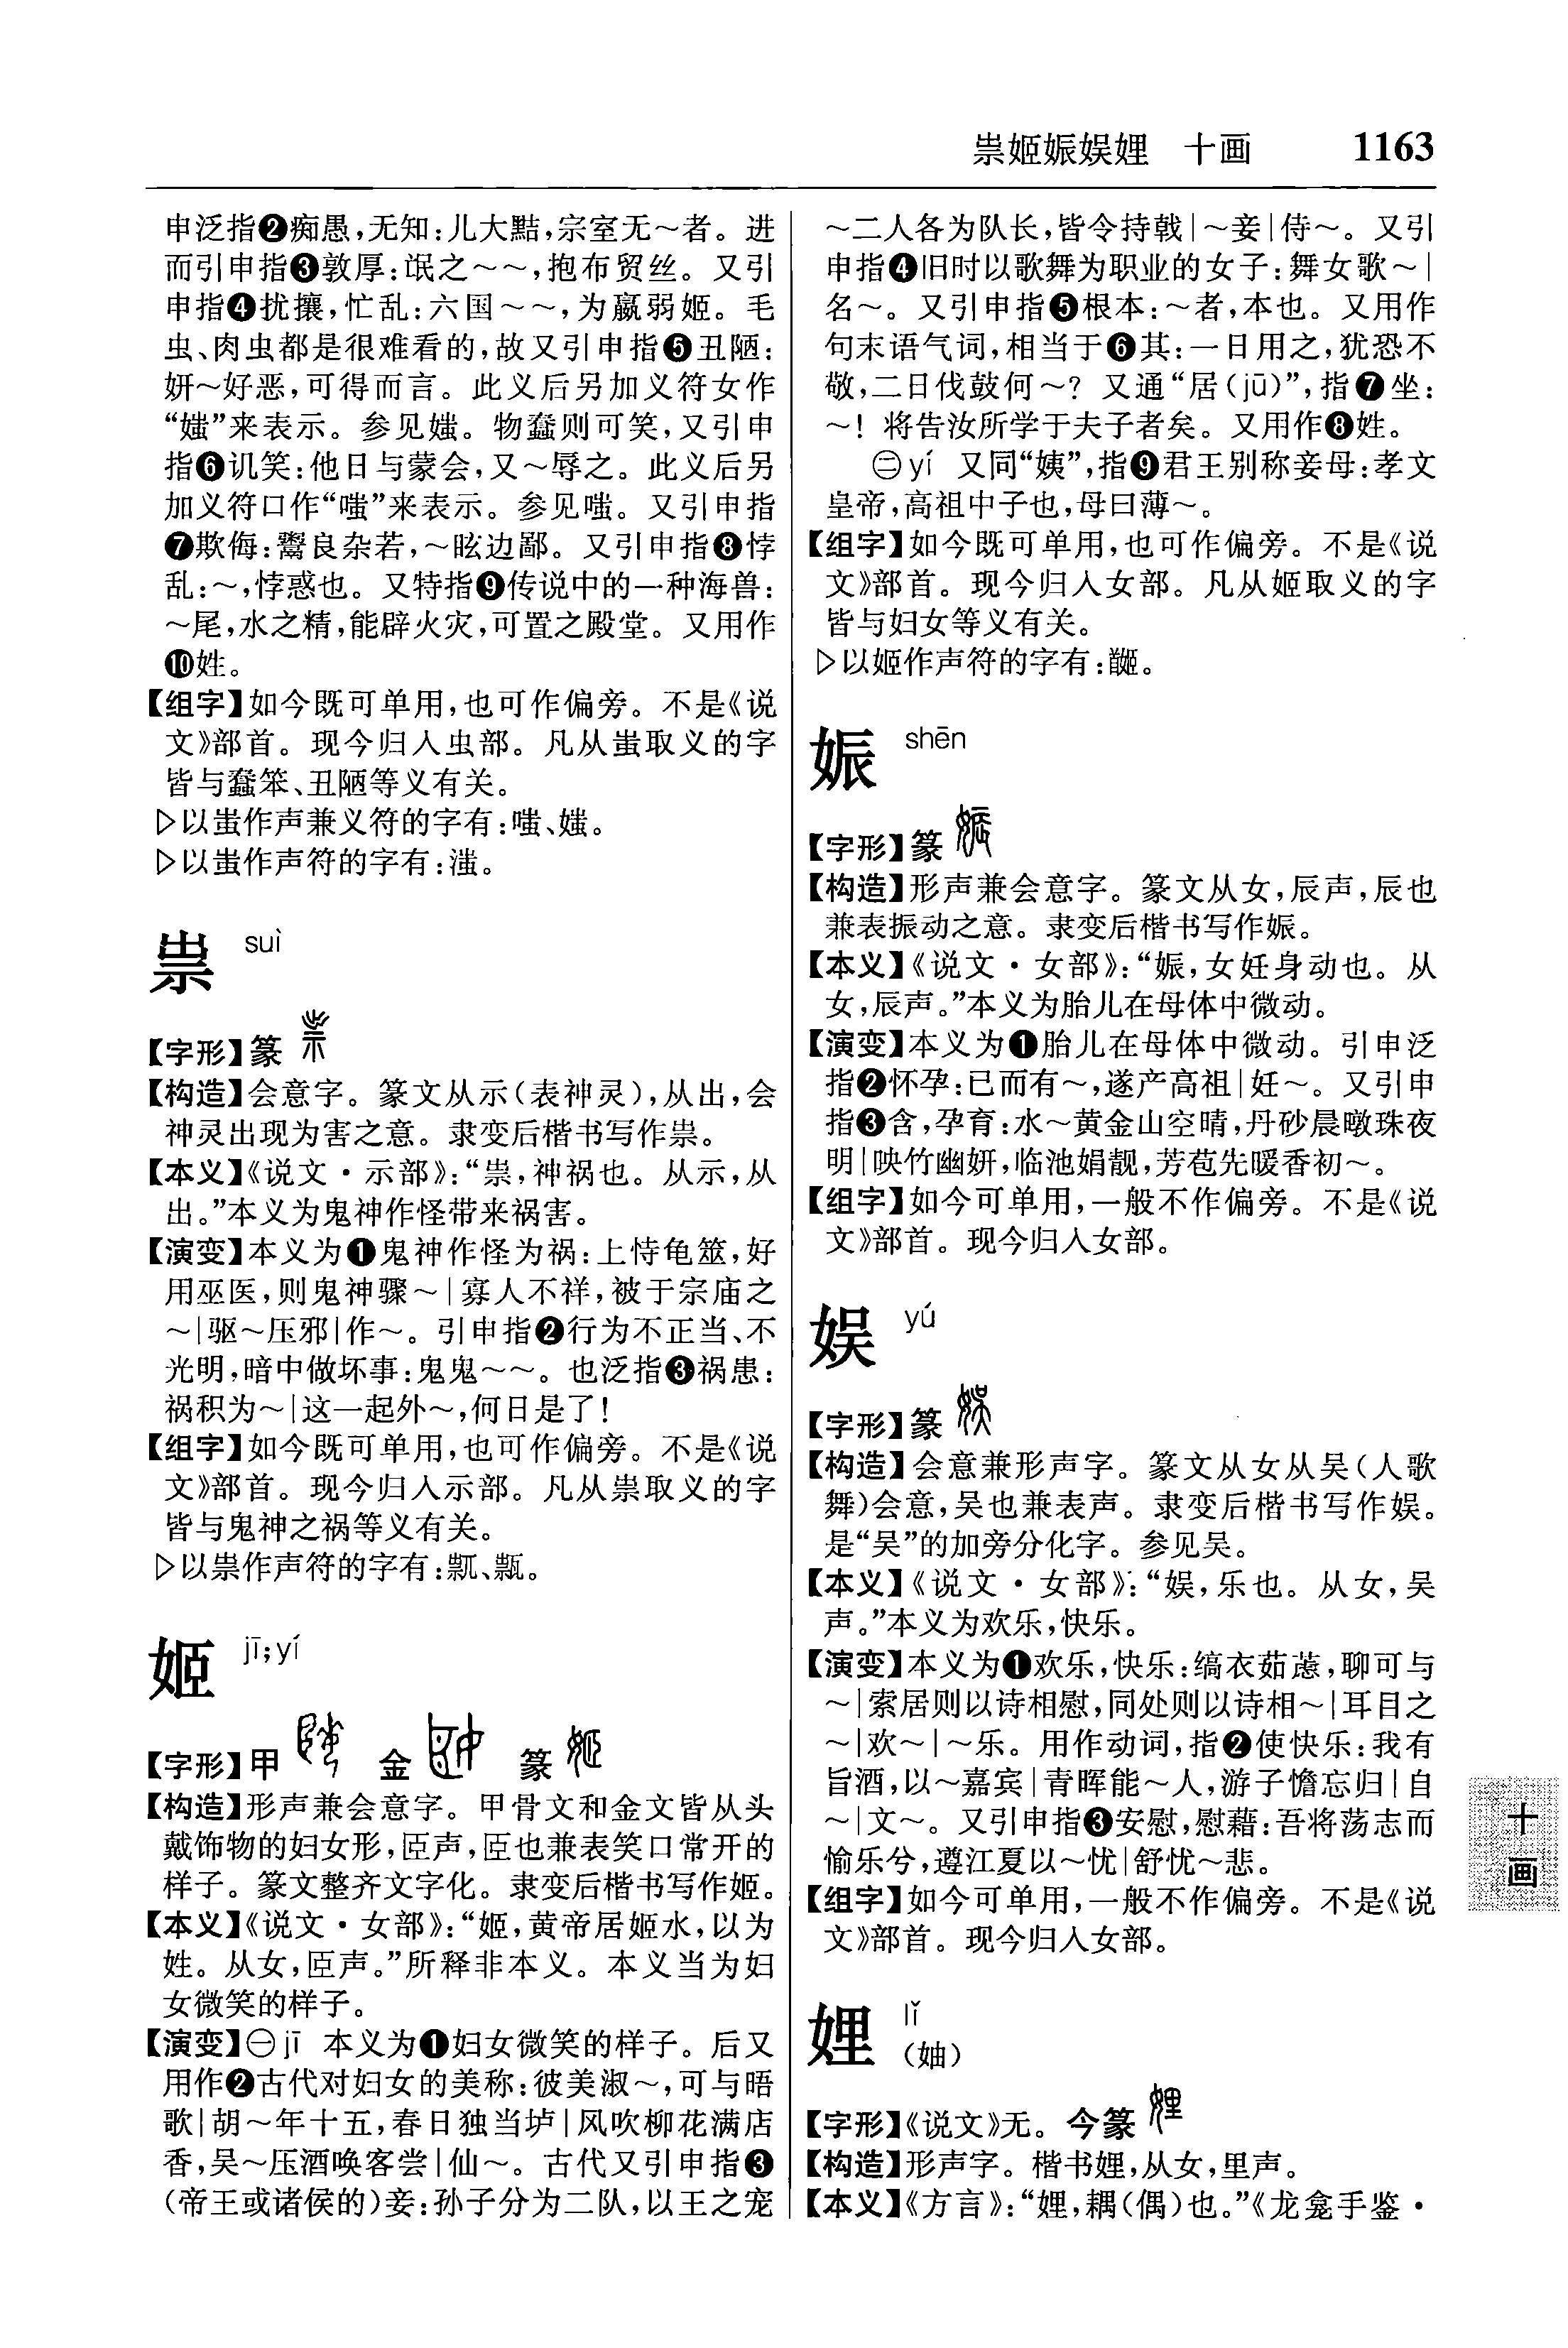 祟姬娠娱娌 十画 1163
申泛指❷痴愚,无知:儿大黠,宗室无～者。进
而引申指❸敦厚:氓之～～,抱布贸丝。又引
申指❹扰攘,忙乱:六国～～,为嬴弱姬。毛
虫、肉虫都是很难看的,故又引申指❺丑陋:
妍～好恶,可得而言。此义后另加义符女作
“媸”来表示。参见媸。物蠢则可笑,又引申
指❻讥笑:他日与蒙会,又～辱之。此义后另
加义符口作“嗤”来表示。参见嗤。又引申指
❼欺侮:鬻良杂若,～眩边鄙。又引申指❽悖
乱:～,悖惑也。又特指❾传说中的一种海兽:
～尾,水之精,能辟火灾,可置之殿堂。又用作
❿姓。
【组字】如今既可单用,也可作偏旁。不是《说
文》部首。现今归入虫部。凡从蚩取义的字
皆与蠢笨、丑陋等义有关。
▷以蚩作声兼义符的字有:嗤、媸。
▷以蚩作声符的字有:滍。
祟 suì
【字形】篆
【构造】会意字。篆文从示(表神灵),从出,会
神灵出现为害之意。隶变后楷书写作祟。
【本义】《说文·示部》:“祟,神祸也。从示,从
出。”本义为鬼神作怪带来祸害。
【演变】本义为❶鬼神作怪为祸:上恃龟筮,好
用巫医,则鬼神骤～|寡人不祥,被于宗庙之
～|驱～压邪|作～。引申指❷行为不正当、不
光明,暗中做坏事:鬼鬼～～。也泛指❸祸患:
祸积为～|这一起外～,何日是了!
【组字】如今既可单用,也可作偏旁。不是《说
文》部首。现今归入示部。凡从祟取义的字
皆与鬼神之祸等义有关。
▷以祟作声符的字有:
姬 jī;yí
【字形】甲 金 篆
【构造】形声兼会意字。甲骨文和金文皆从头
戴饰物的妇女形,𦣞声,𦣞也兼表笑口常开的
样子。篆文整齐文字化。隶变后楷书写作姬。
【本义】《说文·女部》:“姬,黄帝居姬水,以为
姓。从女,𦣞声。”所释非本义。本义当为妇
女微笑的样子。
【演变】㊀jī 本义为❶妇女微笑的样子。后又
用作❷古代对妇女的美称:彼美淑～,可与晤
歌|胡～年十五,春日独当垆|风吹柳花满店
香,吴～压酒唤客尝|仙～。古代又引申指❸
(帝王或诸侯的)妾:孙子分为二队,以王之宠
～二人各为队长,皆令持戟|～妾|侍～。又引
申指❹旧时以歌舞为职业的女子:舞女歌～|
名～。又引申指❺根本:～者,本也。又用作
句末语气词,相当于❻其:一日用之,犹恐不
敬,二日伐鼓何～?又通“居(jū)”,指❼坐:
～!将告汝所学于夫子者矣。又用作❽姓。
㊁yí 又同“姨”,指❾君王别称妾母:孝文
皇帝,高祖中子也,母曰薄～。
【组字】如今既可单用,也可作偏旁。不是《说
文》部首。现今归入女部。凡从姬取义的字
皆与妇女等义有关。
▷以姬作声符的字有:
娠 shēn
【字形】篆
【构造】形声兼会意字。篆文从女,辰声,辰也
兼表振动之意。隶变后楷书写作娠。
【本义】《说文·女部》:“娠,女妊身动也。从
女,辰声。”本义为胎儿在母体中微动。
【演变】本义为❶胎儿在母体中微动。引申泛
指❷怀孕:已而有～,遂产高祖|妊～。又引申
指❸含,孕育:水～黄金山空晴,丹砂晨暾珠夜
明|映竹幽妍,临池娟靓,芳苞先暖香初～。
【组字】如今可单用,一般不作偏旁。不是《说
文》部首。现今归入女部。
娱 yú
【字形】篆
【构造】会意兼形声字。篆文从女从吴(人歌
舞)会意,吴也兼表声。隶变后楷书写作娱。
是“吴”的加旁分化字。参见吴。
【本义】《说文·女部》:“娱,乐也。从女,吴
声。”本义为欢乐,快乐。
【演变】本义为❶欢乐,快乐:缟衣茹藘,聊可与
～|索居则以诗相慰,同处则以诗相～|耳目之
～|欢～|～乐。用作动词,指❷使快乐:我有
旨酒,以～嘉宾|青晖能～人,游子憺忘归|自
～|文～。又引申指❸安慰,慰藉:吾将荡志而
愉乐兮,遵江夏以～忧|舒忧～悲。
【组字】如今可单用,一般不作偏旁。不是《说
文》部首。现今归入女部。
娌 lǐ
(妯)
【字形】《说文》无。今篆
【构造】形声字。楷书娌,从女,里声。
【本义】《方言》:“娌,耦(偶)也。”《龙龛手鉴·
十
画